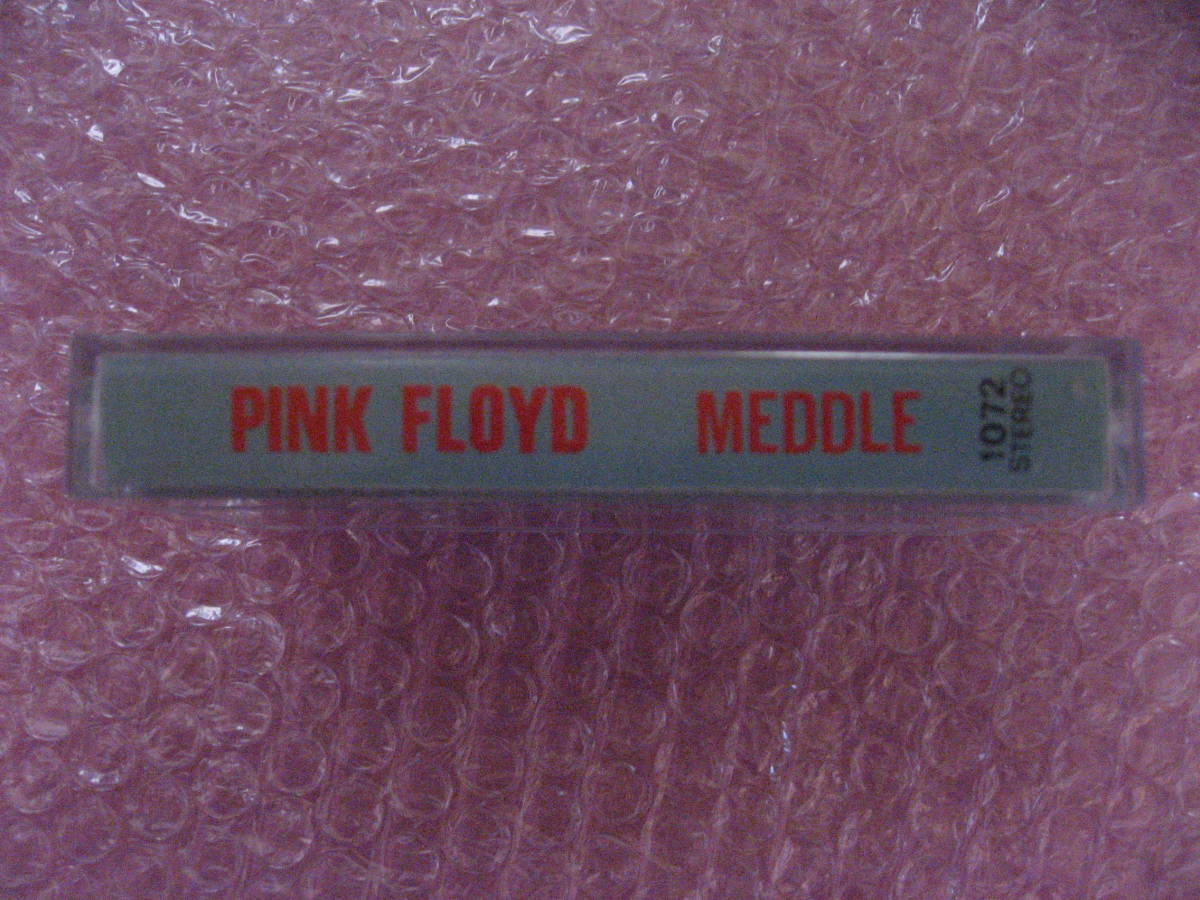 PINK FLOYD MEDDLE
1072
STEREO